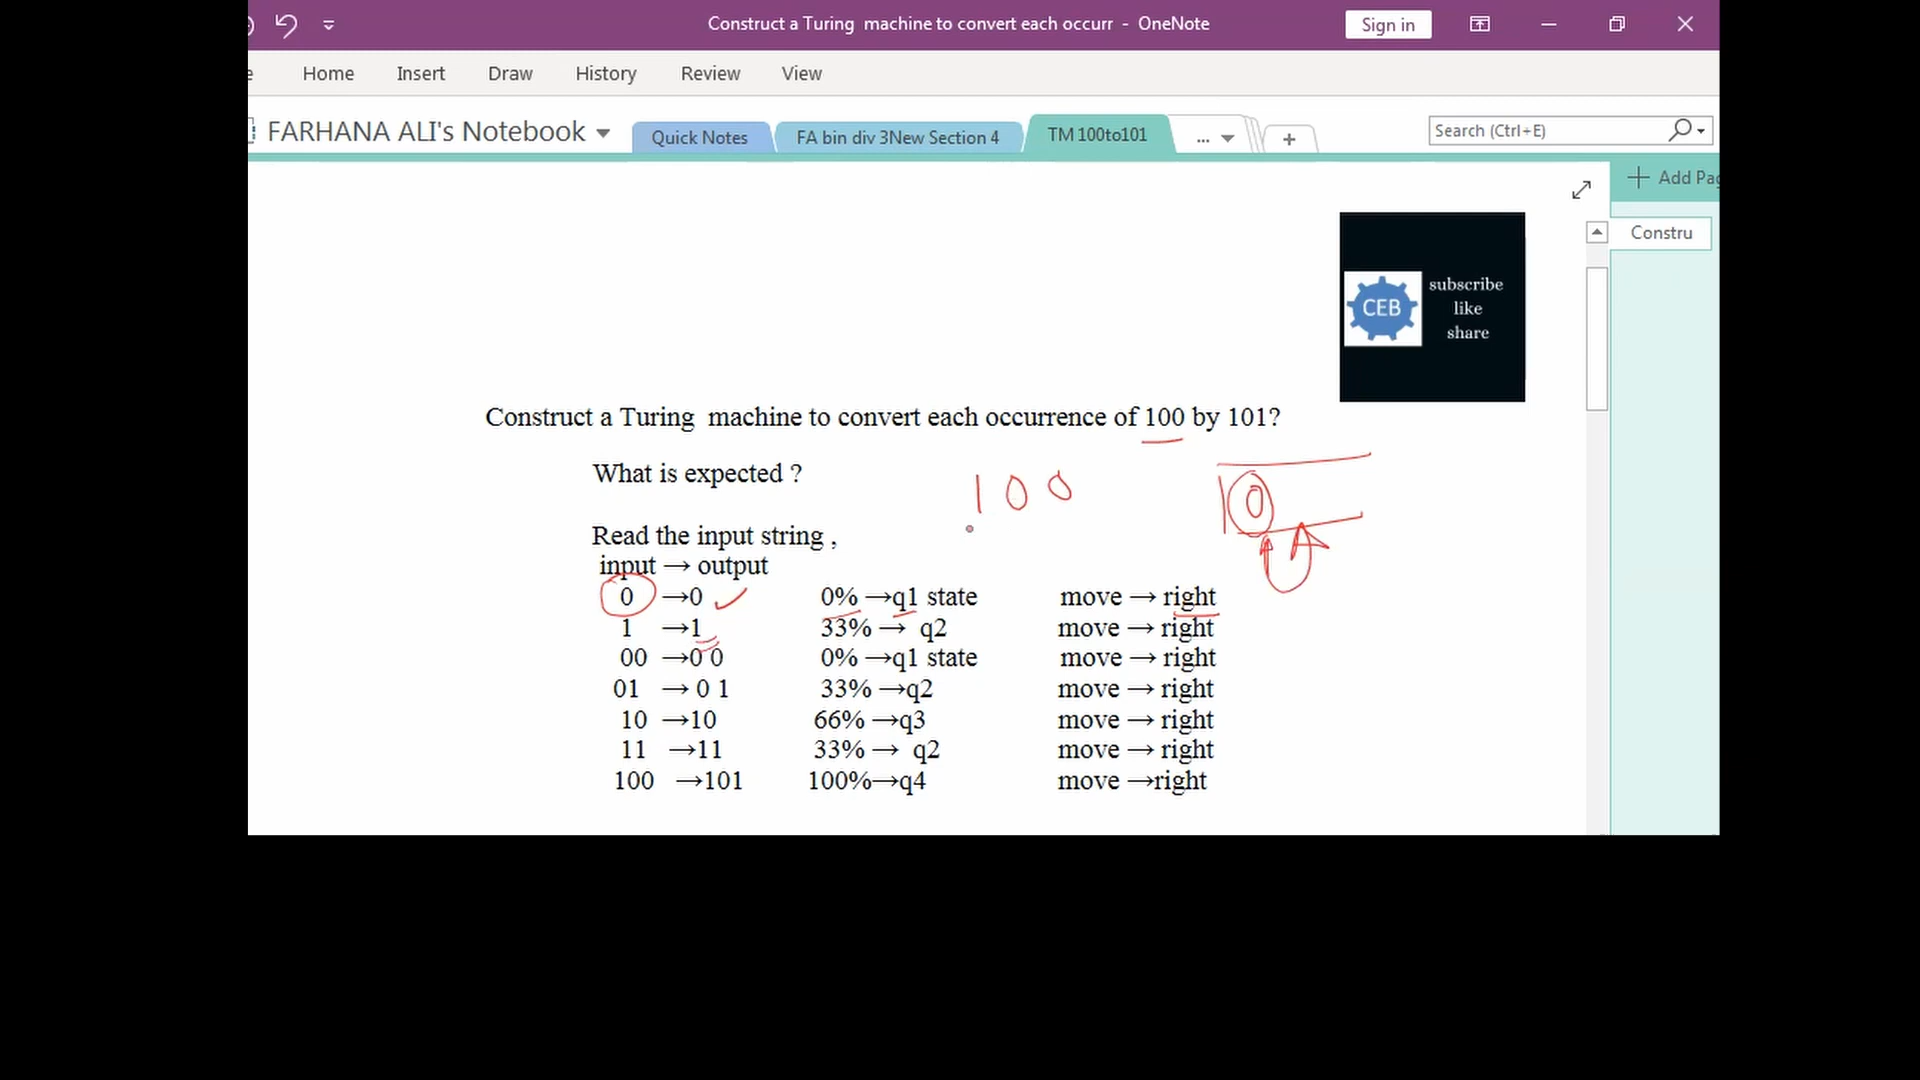 Construct a Turing machine to convert each occurr - OneNote
Sign in
Home Insert Draw History Review View
FARHANA ALI's Notebook
Quick Notes
FA bin div 3New Section 4
TM 100to101
...
+
Search (Ctrl+E)
Add Pag
Constru
CEB
subscribe
like
share
Construct a Turing machine to convert each occurrence of 100 by 101?
What is expected ?
100
10
Read the input string ,
input → output
0 →0 0% →q1 state move → right
1 →1 33% → q2 move → right
00 →0 0 0% →q1 state move → right
01 → 0 1 33% →q2 move → right
10 →10 66% →q3 move → right
11 →11 33% → q2 move → right
100 →101 100%→q4 move →right